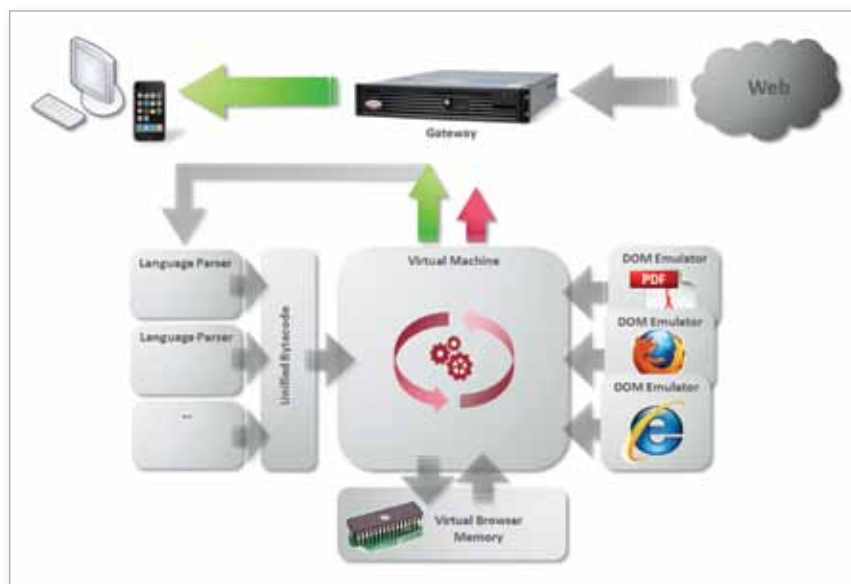 Web
Gateway
Virtual Machine
Language Parser
Language Parser
...
Unified Bytecode
DOM Emulator
PDF
DOM Emulator
DOM Emulator
Virtual Browser
Memory